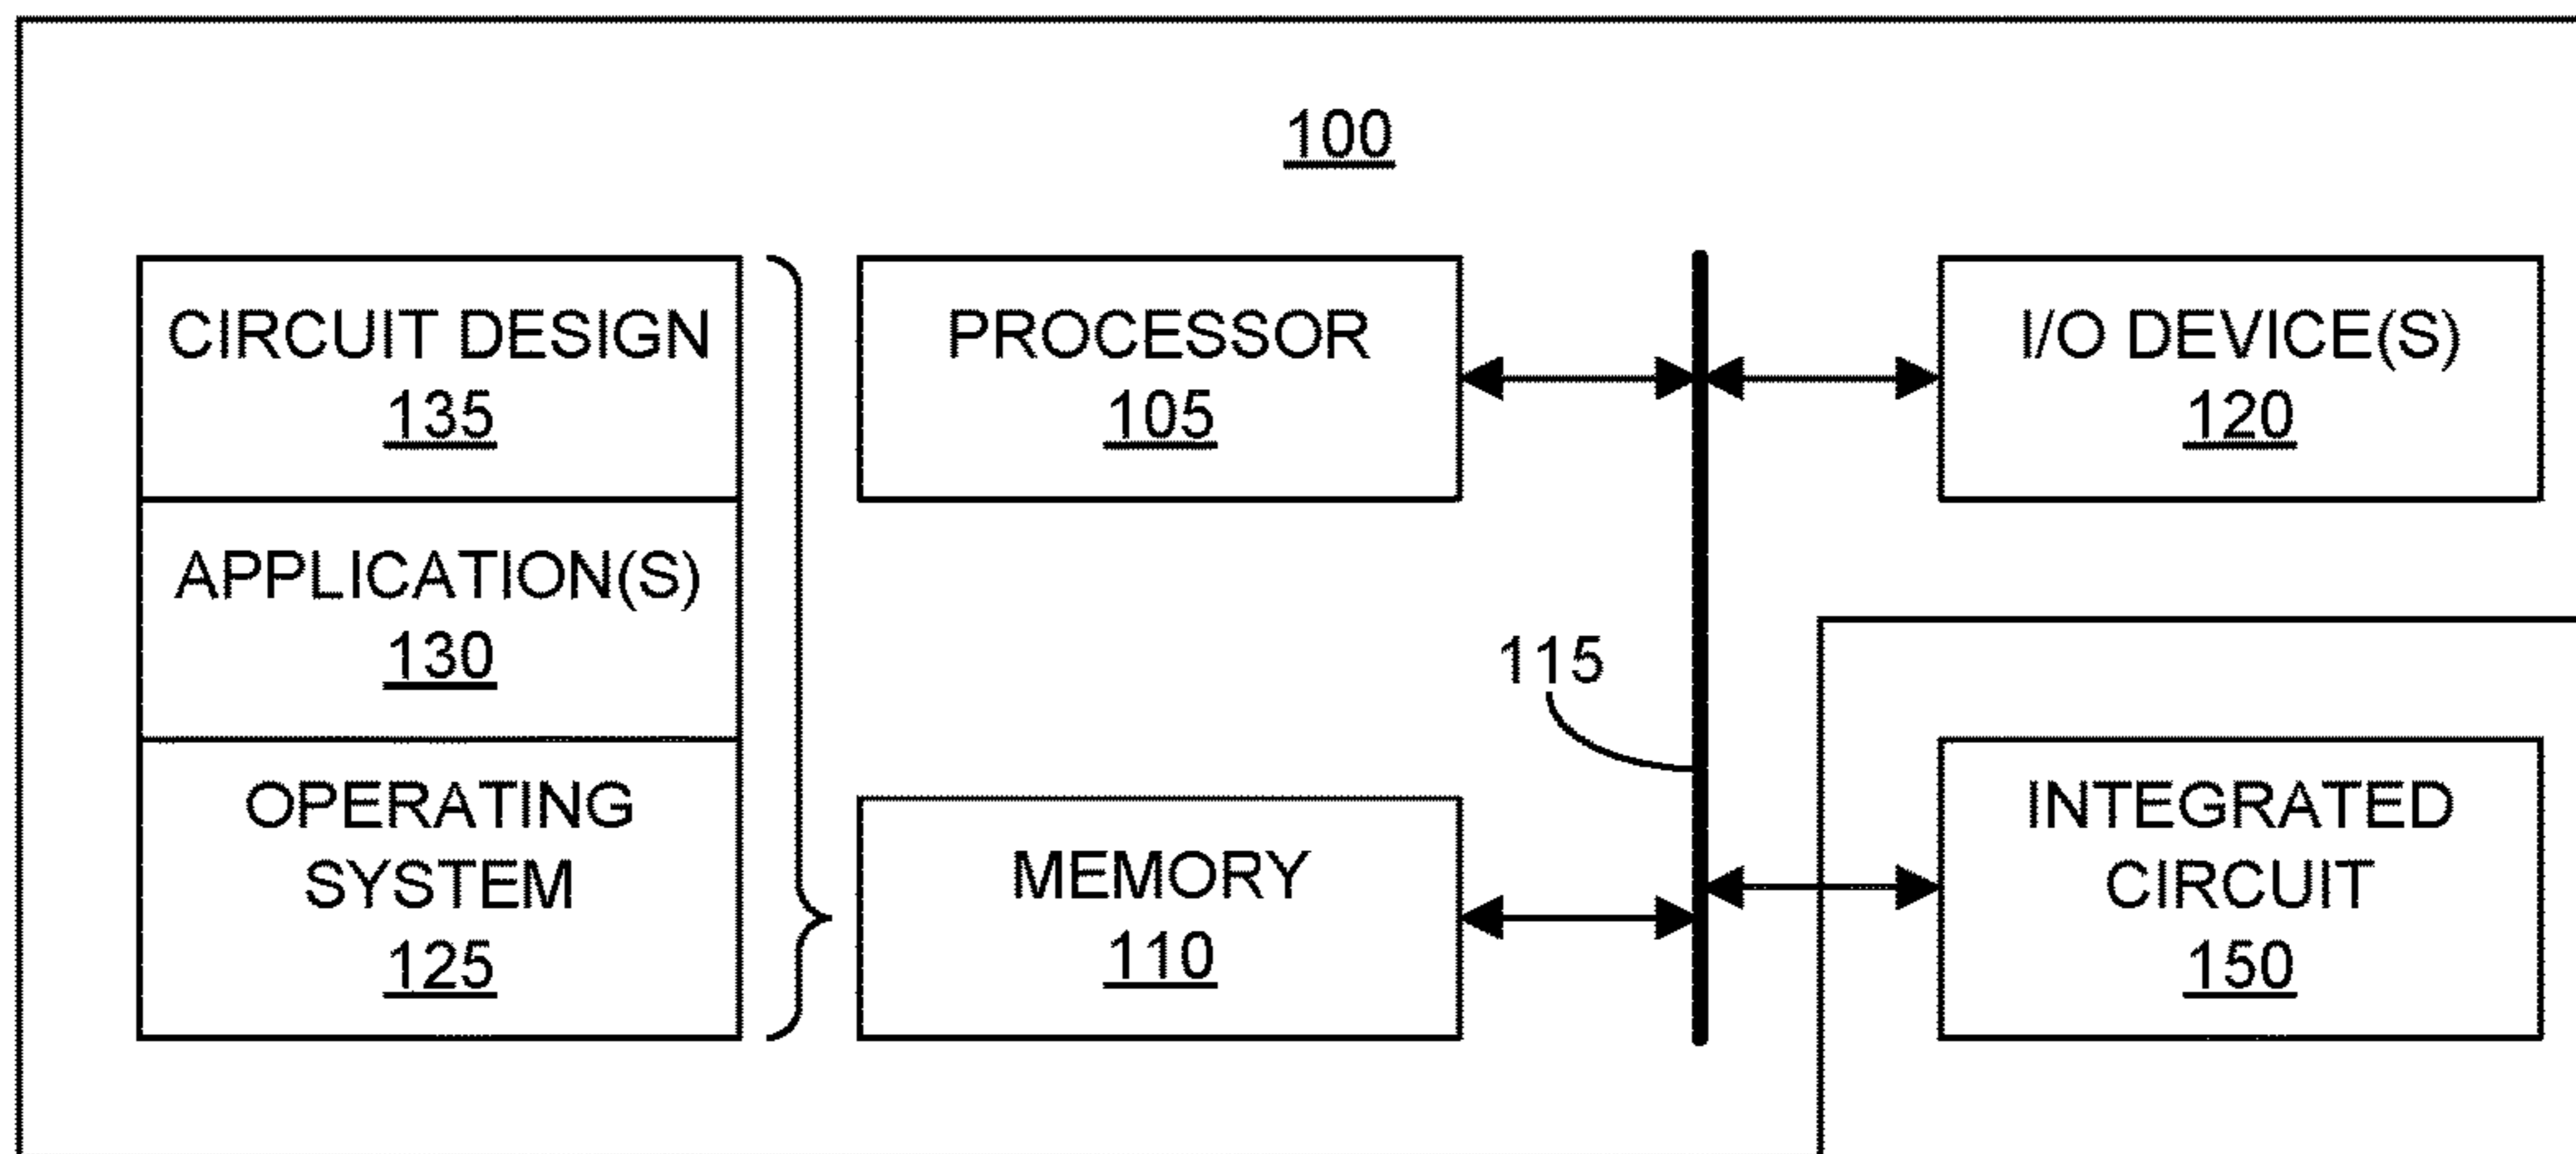 100
CIRCUIT DESIGN
135
APPLICATION(S)
130
OPERATING
SYSTEM
125
PROCESSOR
105
MEMORY
110
115
I/O DEVICE(S)
120
INTEGRATED
CIRCUIT
150